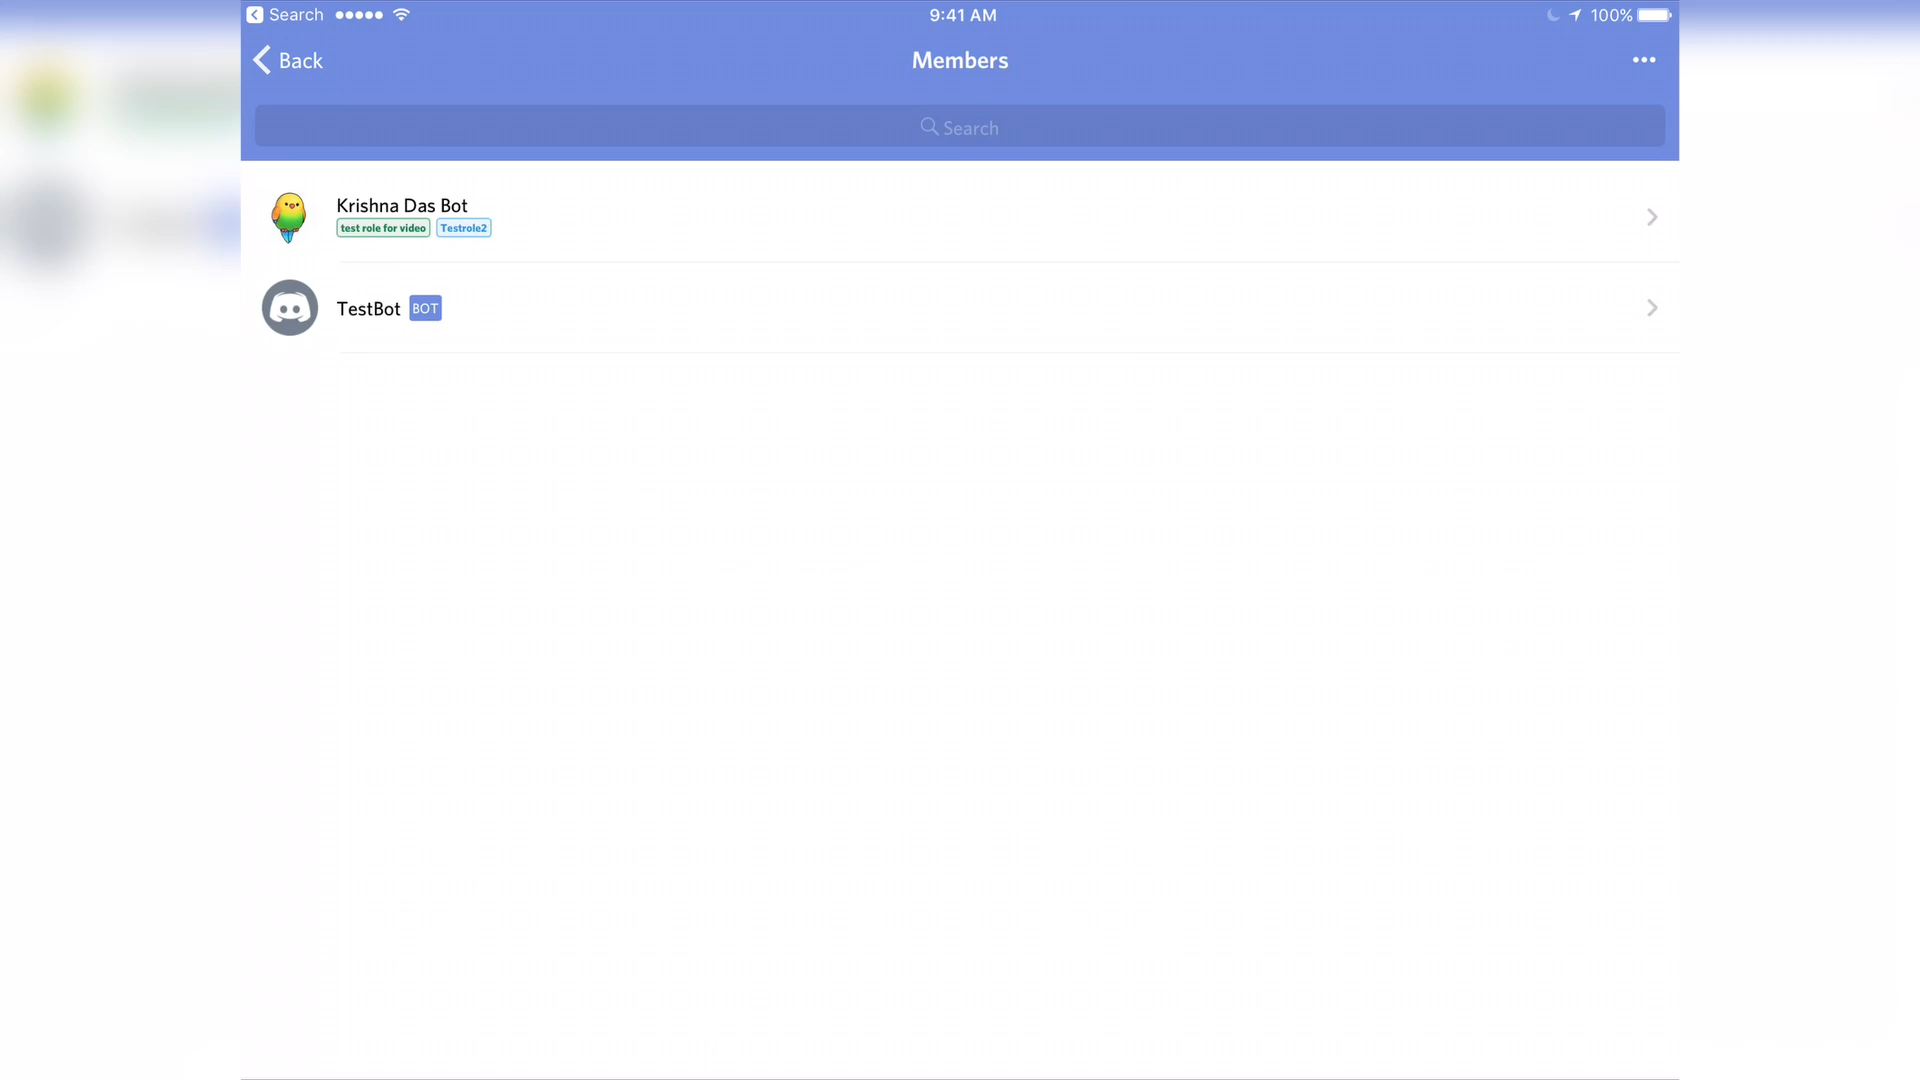 Search 9:41 AM 100%
Back Members
Search
Krishna Das Bot
test role for video Testrole2
TestBot BOT